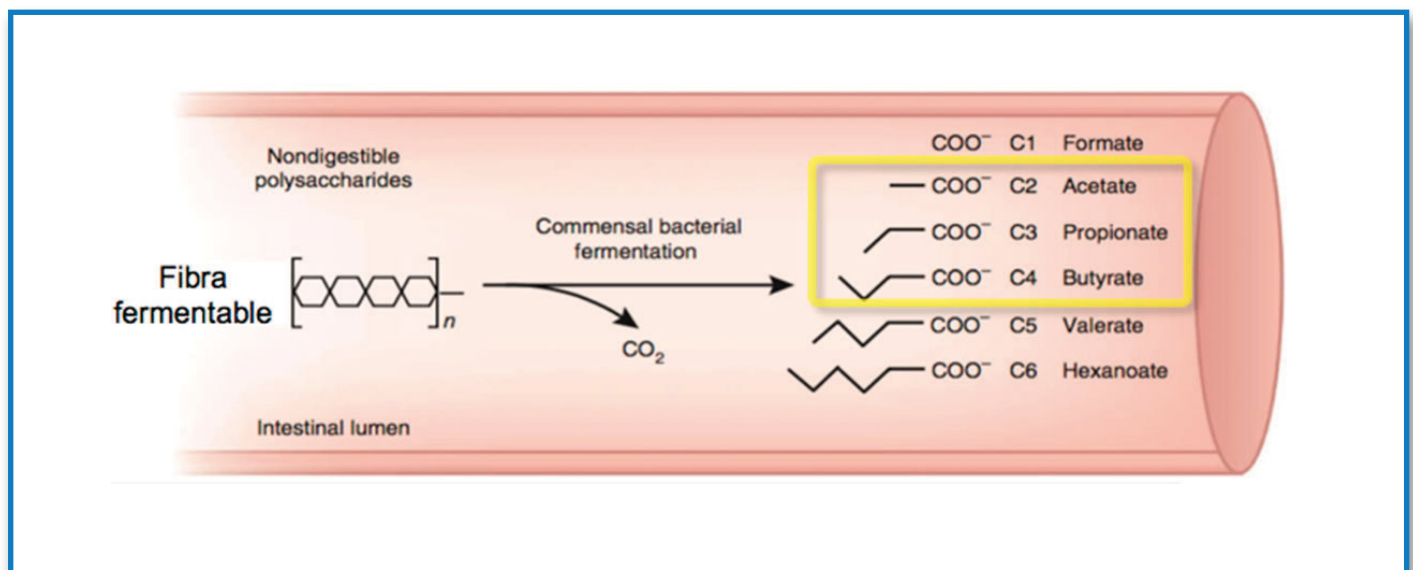 Nondigestible
polysaccharides
Fibra
fermentable
n
Commensal bacterial
fermentation
CO₂
Intestinal lumen
COO⁻ C1 Formate
COO⁻ C2 Acetate
COO⁻ C3 Propionate
COO⁻ C4 Butyrate
COO⁻ C5 Valerate
COO⁻ C6 Hexanoate